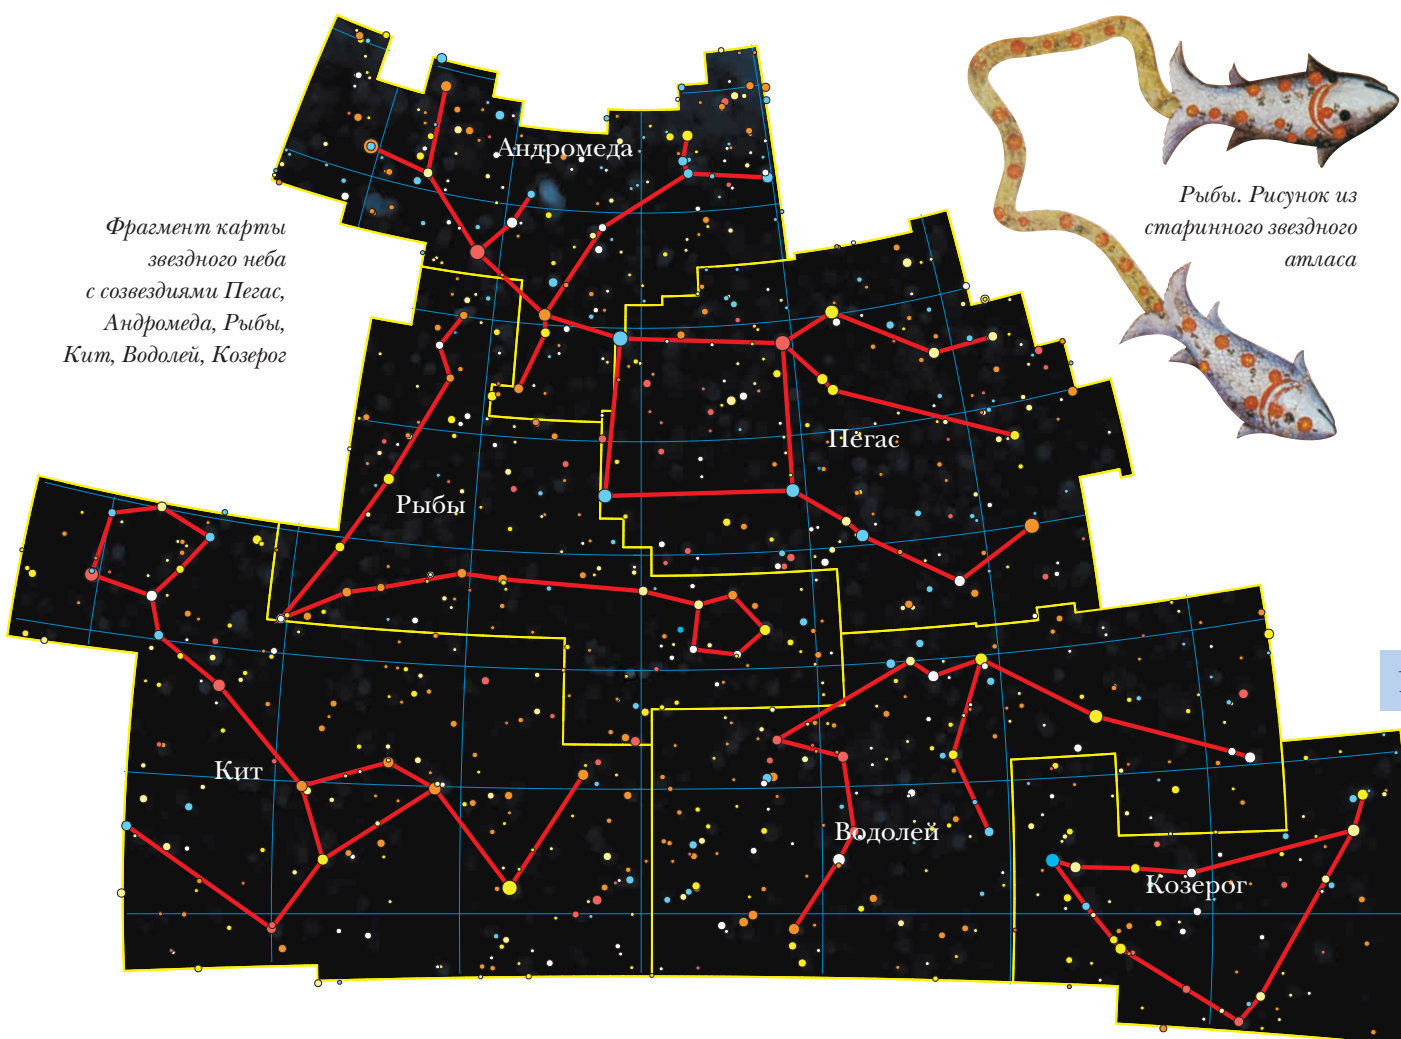 Андромеда
Рыбы. Рисунок из
старинного звездного
атласа
Фрагмент карты
звездного неба
с созвездиями Пегас,
Андромеда, Рыбы,
Кит, Водолей, Козерог
Пегас
Рыбы
Кит
Водолей
Козерог